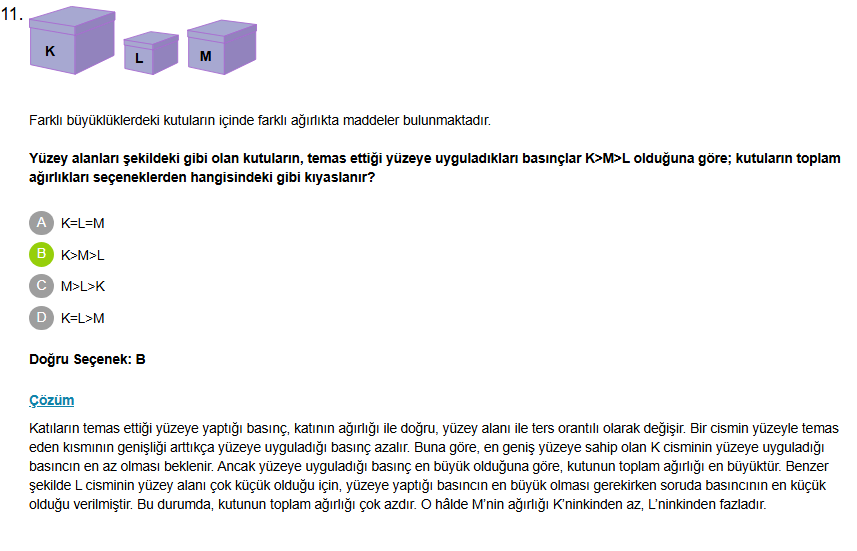 11.
K
L
M
Farklı büyüklüklerdeki kutuların içinde farklı ağırlıkta maddeler bulunmaktadır.
Yüzey alanları şekildeki gibi olan kutuların, temas ettiği yüzeye uyguladıkları basınçlar K>M>L olduğuna göre; kutuların toplam
ağırlıkları seçeneklerden hangisindeki gibi kıyaslanır?
A K=L=M
B K>M>L
C M>L>K
D K=L>M
Doğru Seçenek: B
Çözüm
Katıların temas ettiği yüzeye yaptığı basınç, katının ağırlığı ile doğru, yüzey alanı ile ters orantılı olarak değişir. Bir cismin yüzeyle temas
eden kısmının genişliği arttıkça yüzeye uyguladığı basınç azalır. Buna göre, en geniş yüzeye sahip olan K cisminin yüzeye uyguladığı
basıncın en az olması beklenir. Ancak yüzeye uyguladığı basınç en büyük olduğuna göre, kutunun toplam ağırlığı en büyüktür. Benzer
şekilde L cisminin yüzey alanı çok küçük olduğu için, yüzeye yaptığı basıncın en büyük olması gerekirken soruda basıncının en küçük
olduğu verilmiştir. Bu durumda, kutunun toplam ağırlığı çok azdır. O hâlde M'nin ağırlığı K'ninkinden az, L'ninkinden fazladır.